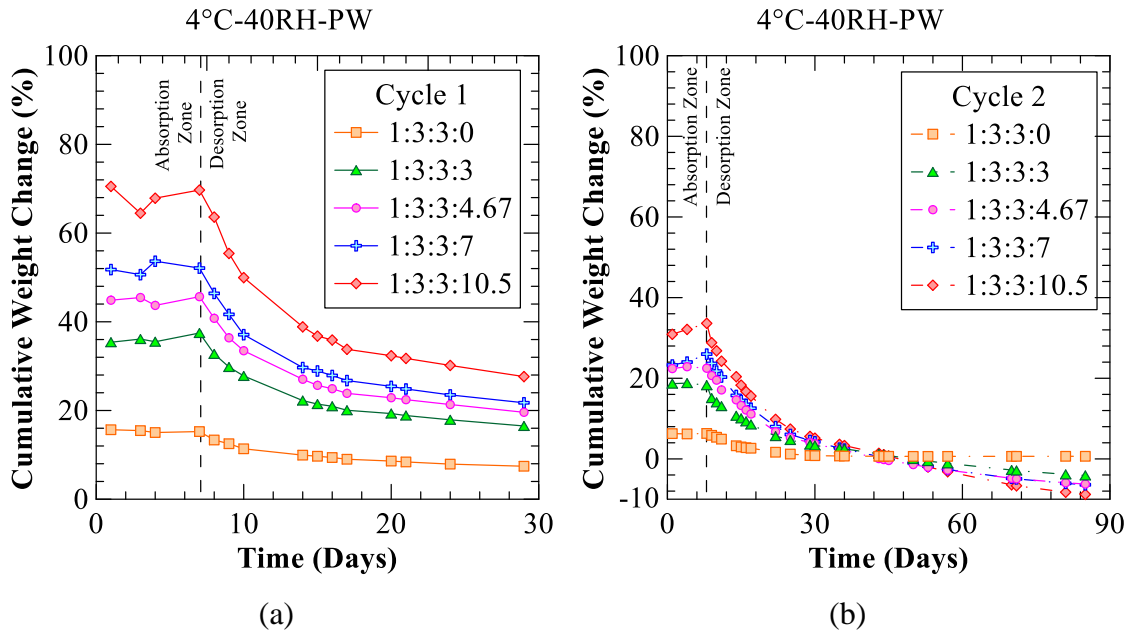 4°C-40RH-PW
Cumulative Weight Change (%)
100
80
60
40
20
0
Absorption
Zone
Desorption
Zone
Cycle 1
1:3:3:0
1:3:3:3
1:3:3:4.67
1:3:3:7
1:3:3:10.5
0
10
20
30
Time (Days)
(a)
4°C-40RH-PW
Cumulative Weight Change (%)
100
80
60
40
20
0
-10
Absorption Zone
Desorption Zone
Cycle 2
1:3:3:0
1:3:3:3
1:3:3:4.67
1:3:3:7
1:3:3:10.5
0
30
60
90
Time (Days)
(b)